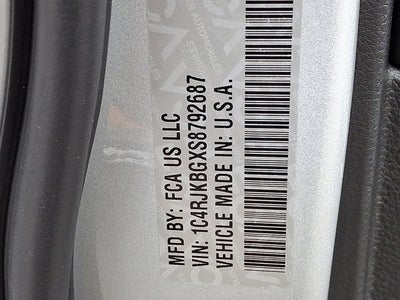 MFD BY: FCA US LLC
VIN: 1C4RJKBGXS8792687
VEHICLE MADE IN: U.S.A.